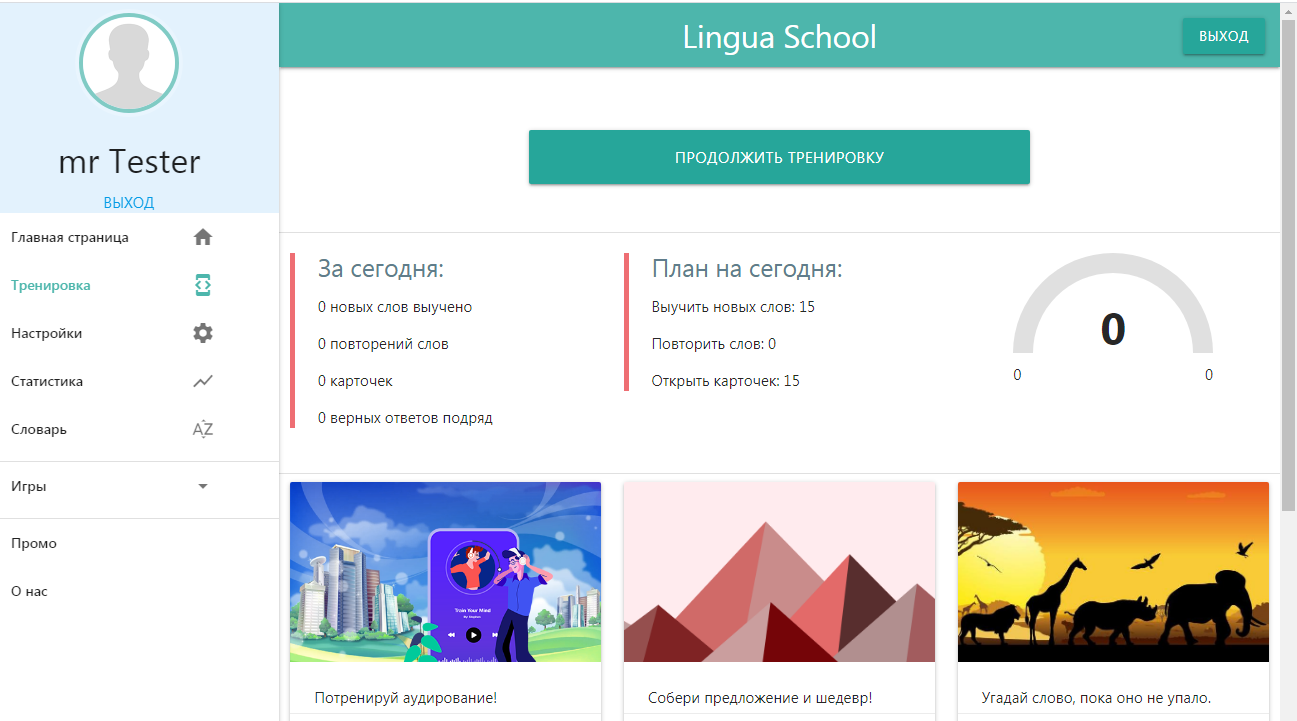 mr Tester
ВЫХОД
Главная страница
Тренировка
Настройки
Статистика
Словарь
AZ
Игры
Промо
О нас
Lingua School
ВЫХОД
ПРОДОЛЖИТЬ ТРЕНИРОВКУ
За сегодня:
0 новых слов выучено
0 повторений слов
0 карточек
0 верных ответов подряд
План на сегодня:
Выучить новых слов: 15
Повторить слов: 0
Открыть карточек: 15
0
0 0
Train Your Mind
Потренируй аудирование!
Собери предложение и шедевр!
Угадай слово, пока оно не упало.